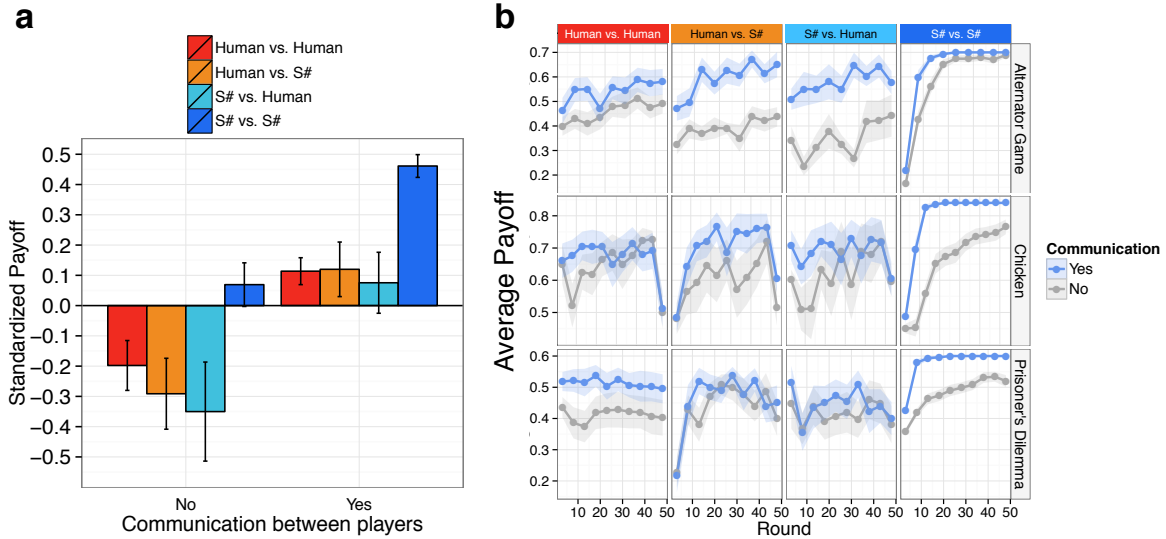 a
Human vs. Human
Human vs. S#
S# vs. Human
S# vs. S#
Standardized Payoff
0.5
0.4
0.3
0.2
0.1
0.0
−0.1
−0.2
−0.3
−0.4
−0.5
No
Yes
Communication between players
b
Human vs. Human
Human vs. S#
S# vs. Human
S# vs. S#
Average Payoff
0.7
0.6
0.5
0.4
0.3
0.2
Alternator Game
0.8
0.7
0.6
0.5
Chicken
0.6
0.5
0.4
0.3
0.2
Prisoner's Dilemma
10 20 30 40 50
10 20 30 40 50
10 20 30 40 50
10 20 30 40 50
Round
Communication
Yes
No